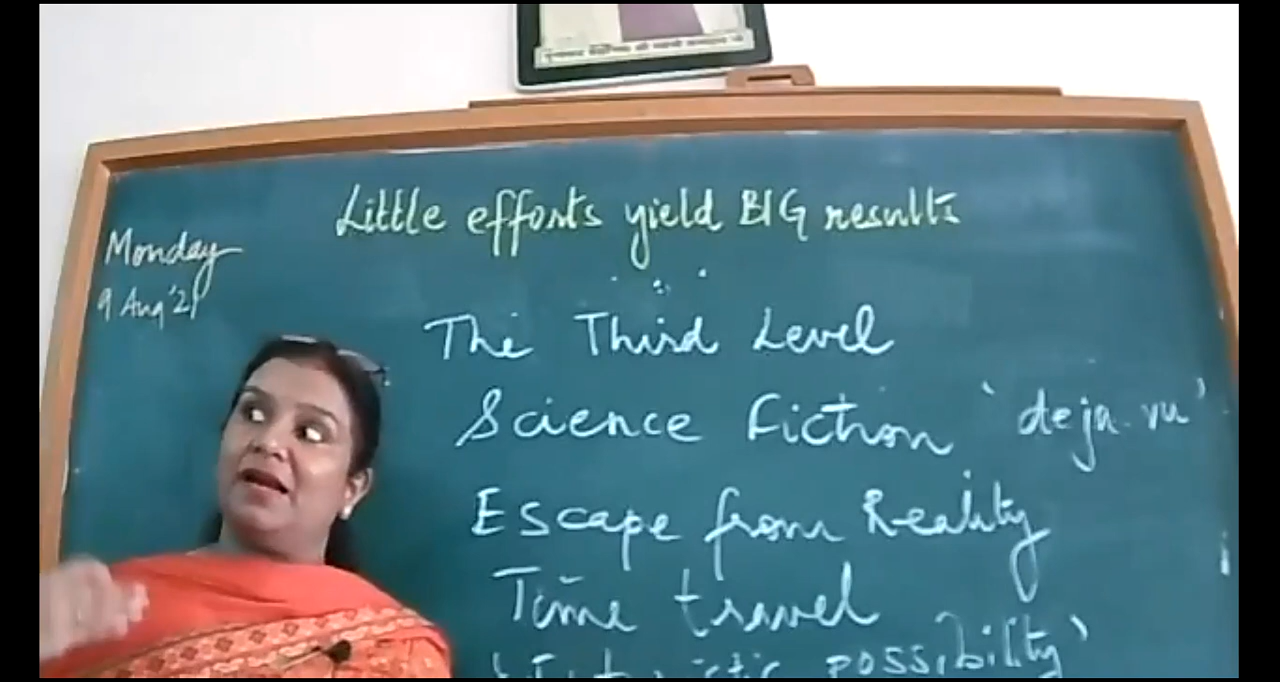 Little efforts yield BIG results
Monday
9 Aug '21
The Third Level
Science Fiction 'deja vu'
Escape from Reality
Time travel
possibility'